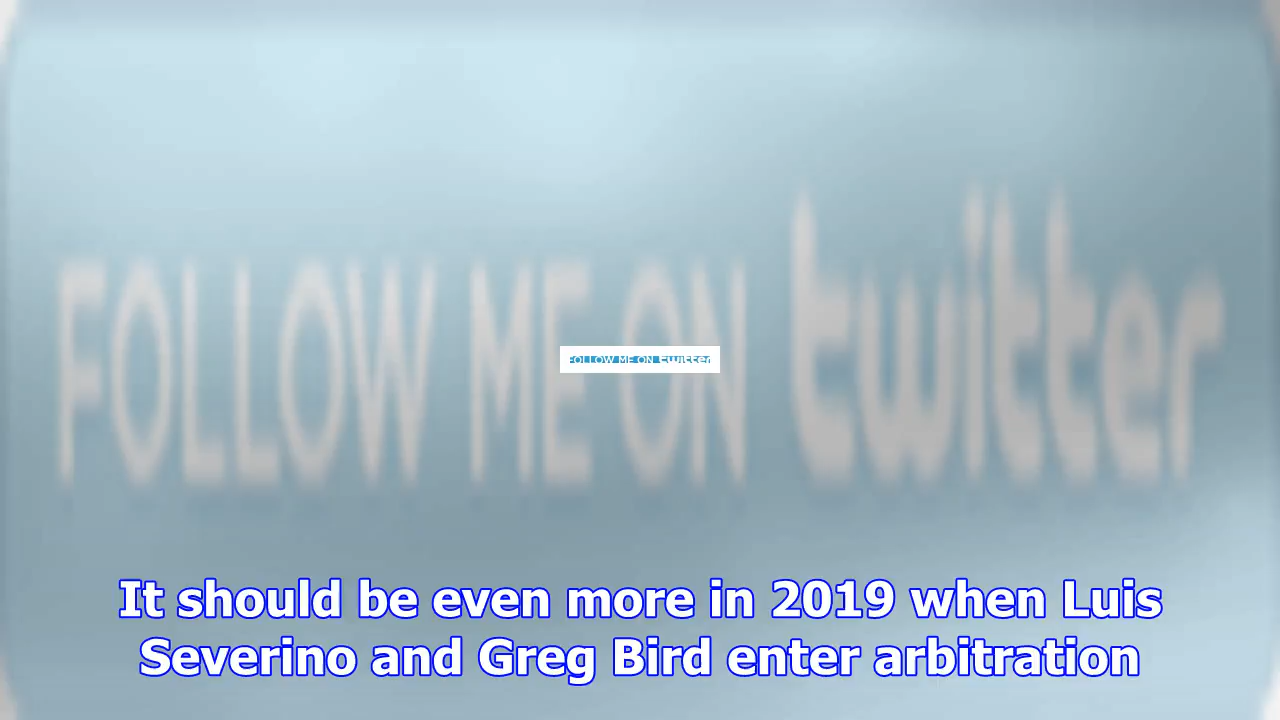 FOLLOW ME ON twitter
FOLLOW ME ON twitter
It should be even more in 2019 when Luis
Severino and Greg Bird enter arbitration